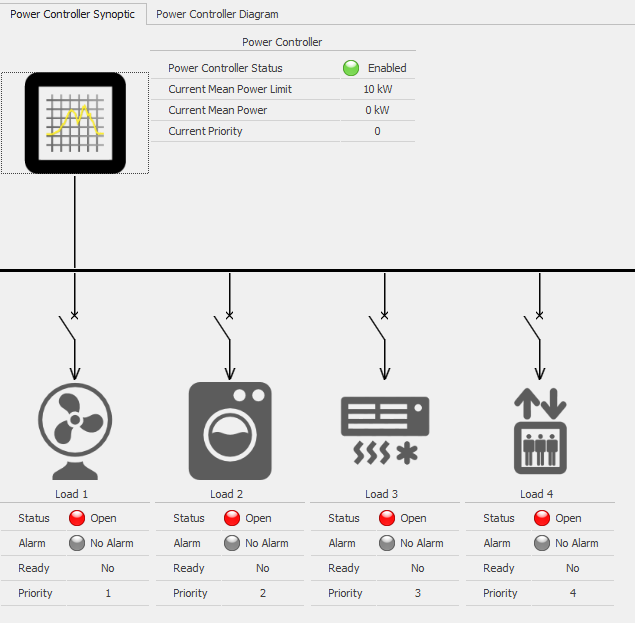 Power Controller Synoptic Power Controller Diagram
Power Controller
Power Controller Status Enabled
Current Mean Power Limit 10 kW
Current Mean Power 0 kW
Current Priority 0
Load 1 Load 2 Load 3 Load 4
Status Open Status Open Status Open Status Open
Alarm No Alarm Alarm No Alarm Alarm No Alarm Alarm No Alarm
Ready No Ready No Ready No Ready No
Priority 1 Priority 2 Priority 3 Priority 4